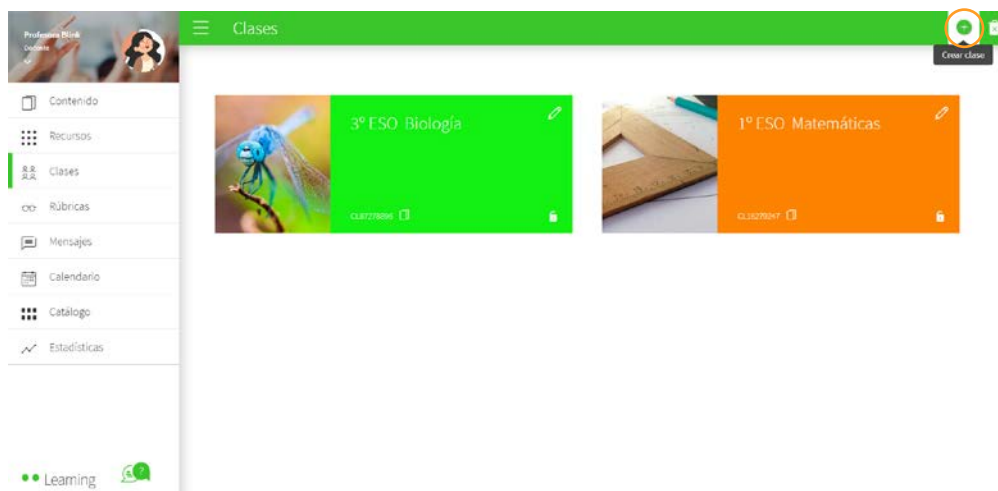 Profesora Blink
Docente
Clases
Crear clase
Contenido
Recursos
Clases
Rúbricas
Mensajes
Calendario
Catálogo
Estadísticas
3º ESO Biología
1º ESO Matemáticas
Learning